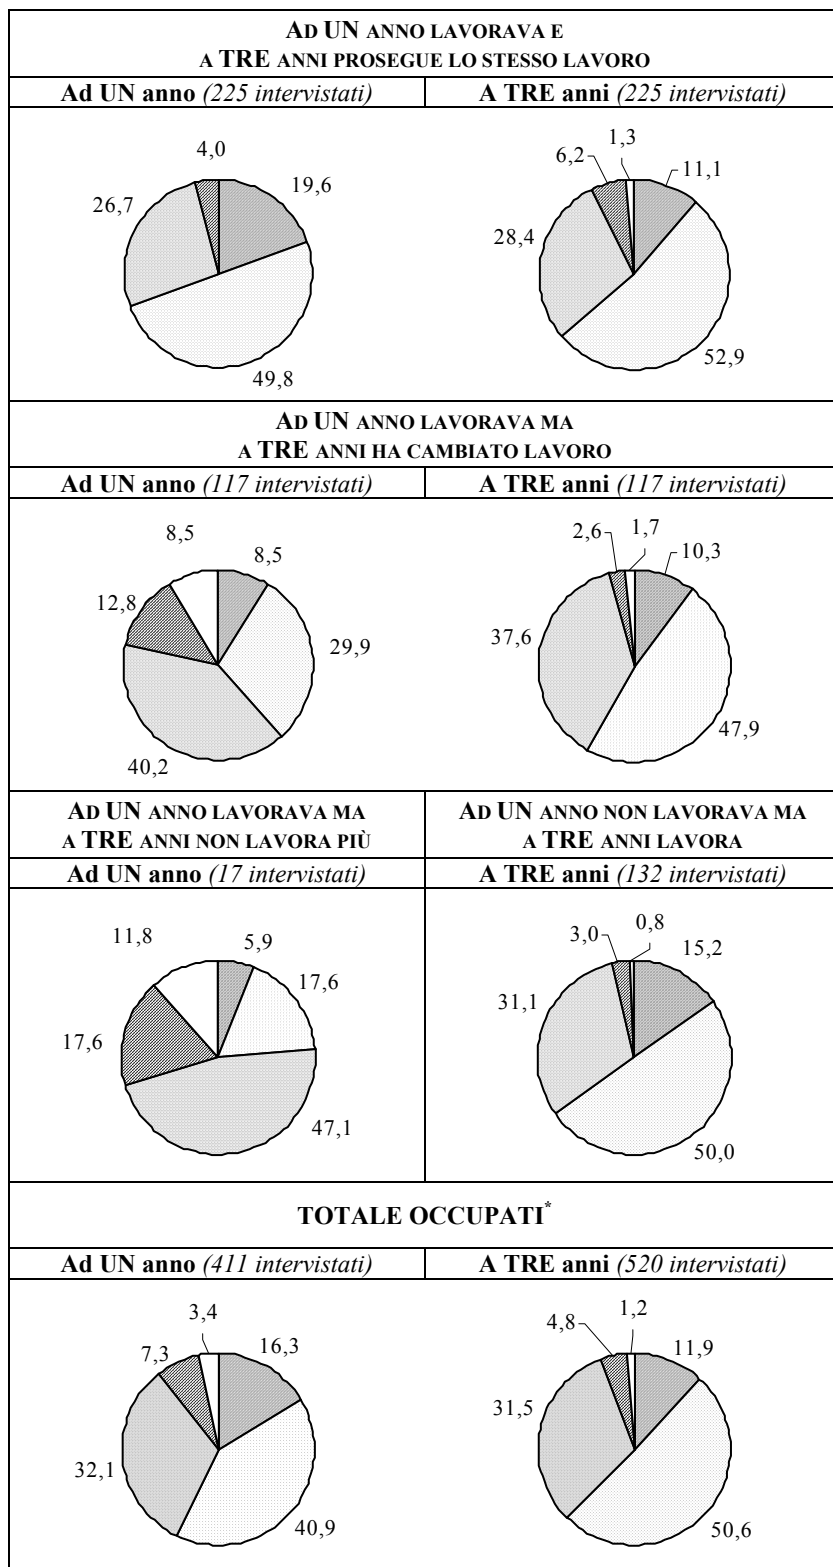 AD UN ANNO LAVORAVA E
A TRE ANNI PROSEGUE LO STESSO LAVORO
Ad UN anno (225 intervistati)
A TRE anni (225 intervistati)
4,0
19,6
26,7
49,8
1,3
6,2
11,1
28,4
52,9
AD UN ANNO LAVORAVA MA
A TRE ANNI HA CAMBIATO LAVORO
Ad UN anno (117 intervistati)
A TRE anni (117 intervistati)
8,5
8,5
12,8
29,9
40,2
2,6
1,7
10,3
37,6
47,9
AD UN ANNO LAVORAVA MA
A TRE ANNI NON LAVORA PIÙ
AD UN ANNO NON LAVORAVA MA
A TRE ANNI LAVORA
Ad UN anno (17 intervistati)
A TRE anni (132 intervistati)
11,8
5,9
17,6
17,6
47,1
3,0
0,8
15,2
31,1
50,0
TOTALE OCCUPATI*
Ad UN anno (411 intervistati)
A TRE anni (520 intervistati)
3,4
7,3
16,3
32,1
40,9
1,2
4,8
11,9
31,5
50,6